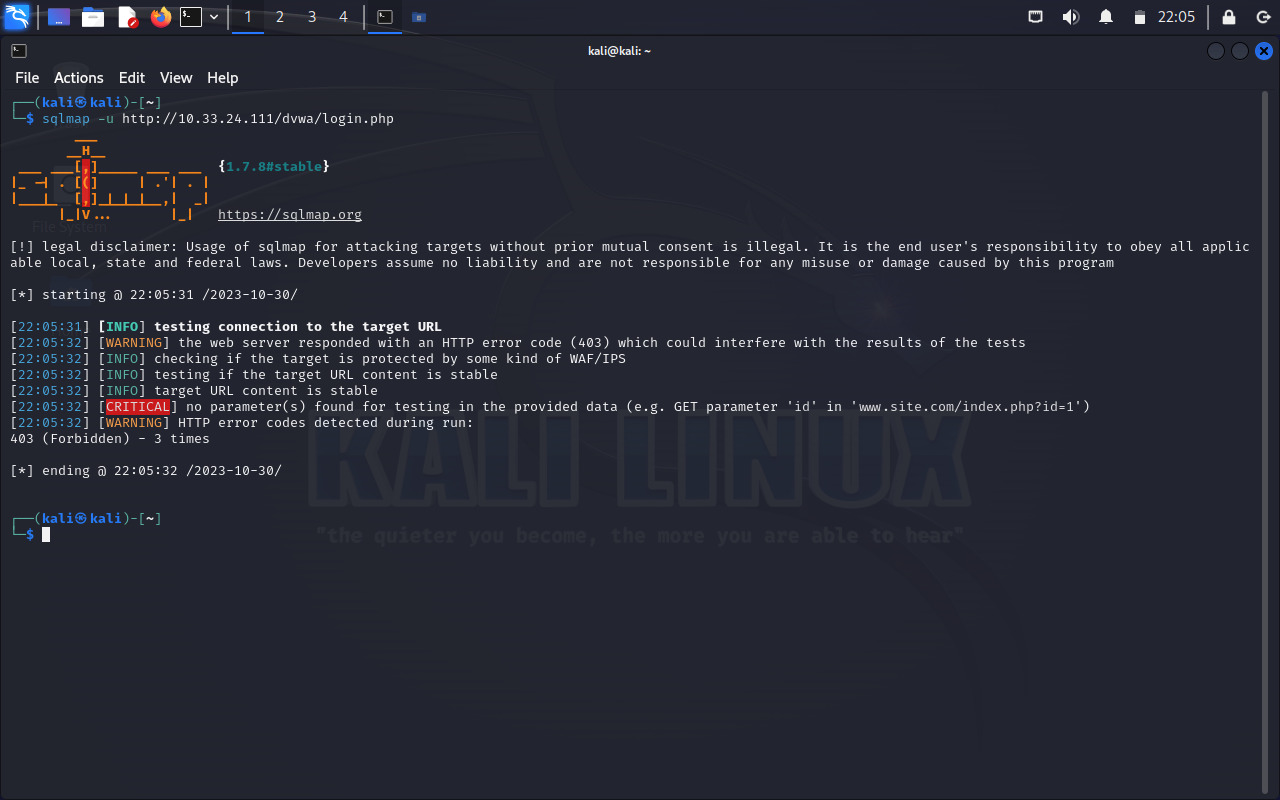 1 2 3 4 22:05
kali@kali: ~
File Actions Edit View Help
┌──(kali㉿kali)-[~]
└─$ sqlmap -u http://10.33.24.111/dvwa/login.php
        ___
       __H__
 ___ ___[,]_____ ___ ___  {1.7.8#stable}
|_ -| . [(]     | .'| . |
|___|_  [,]_|_|_|__,|  _|
      |_|V...       |_|   https://sqlmap.org
File System
[!] legal disclaimer: Usage of sqlmap for attacking targets without prior mutual consent is illegal. It is the end user's responsibility to obey all applic
able local, state and federal laws. Developers assume no liability and are not responsible for any misuse or damage caused by this program
[*] starting @ 22:05:31 /2023-10-30/
[22:05:31] [INFO] testing connection to the target URL
[22:05:32] [WARNING] the web server responded with an HTTP error code (403) which could interfere with the results of the tests
[22:05:32] [INFO] checking if the target is protected by some kind of WAF/IPS
[22:05:32] [INFO] testing if the target URL content is stable
[22:05:32] [INFO] target URL content is stable
[22:05:32] [CRITICAL] no parameter(s) found for testing in the provided data (e.g. GET parameter 'id' in 'www.site.com/index.php?id=1')
[22:05:32] [WARNING] HTTP error codes detected during run:
403 (Forbidden) - 3 times
[*] ending @ 22:05:32 /2023-10-30/
KALI LINUX
┌──(kali㉿kali)-[~]
└─$
"the quieter you become, the more you are able to hear"